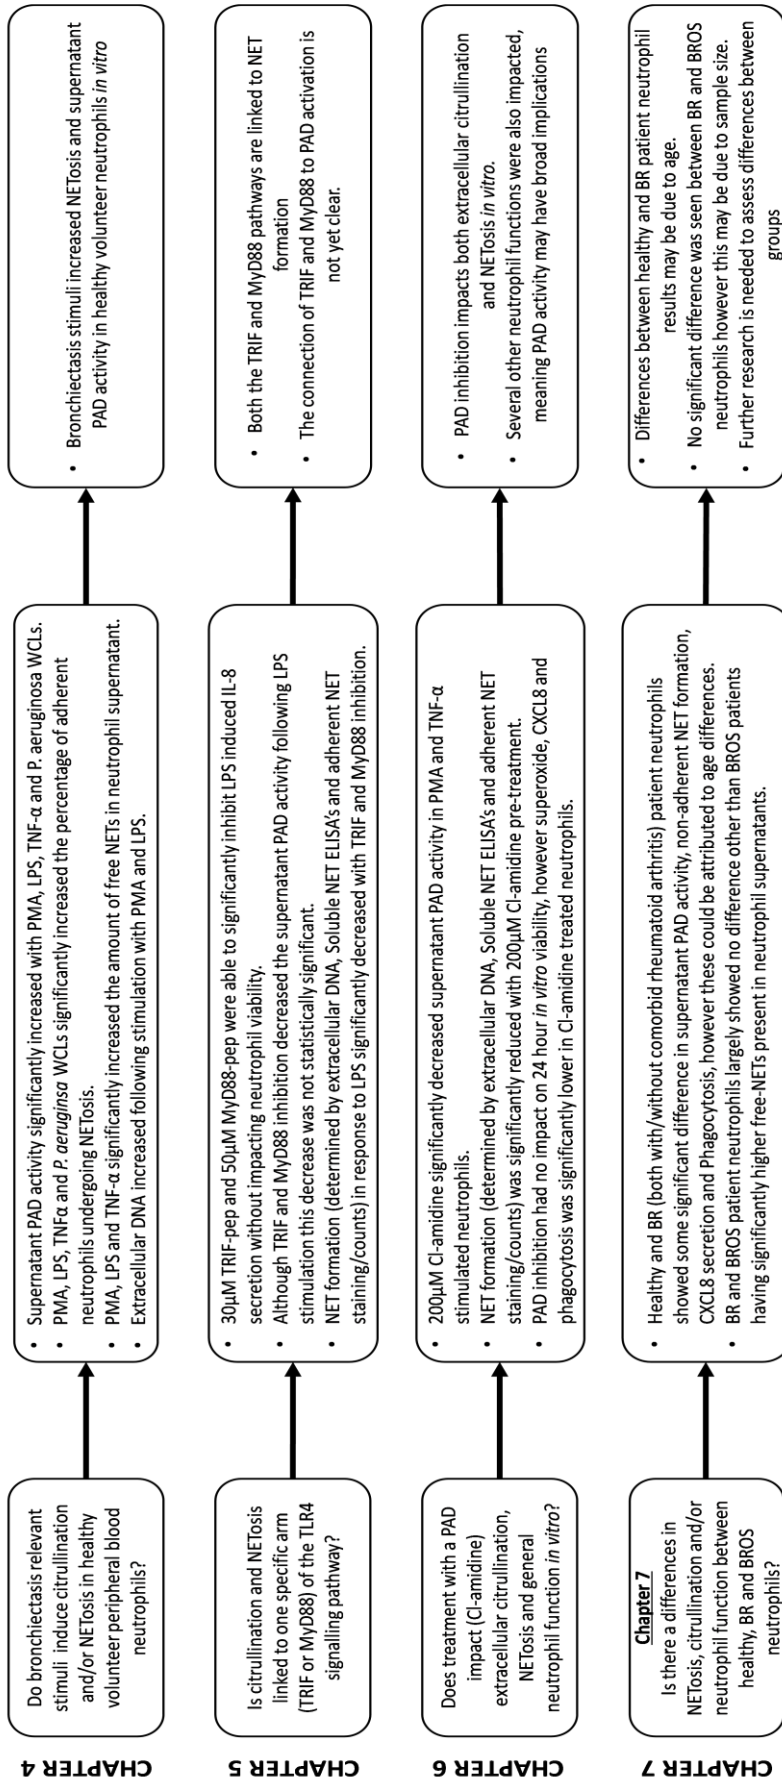 CHAPTER 4
Do bronchiectasis relevant
stimuli induce citrullination
and/or NETosis in healthy
volunteer peripheral blood
neutrophils?
• Supernatant PAD activity significantly increased with PMA, LPS, TNF-α and P. aeruginosa WCLs.
• PMA, LPS, TNFα and P. aeruginsa WCLs significantly increased the percentage of adherent
neutrophils undergoing NETosis.
• PMA, LPS and TNF-α significantly increased the amount of free NETs in neutrophil supernatant.
• Extracellular DNA increased following stimulation with PMA and LPS.
• Bronchiectasis stimuli increased NETosis and supernatant
PAD activity in healthy volunteer neutrophils in vitro
CHAPTER 5
Is citrullination and NETosis
linked to one specific arm
(TRIF or MyD88) of the TLR4
signalling pathway?
• 30μM TRIF-pep and 50μM MyD88-pep were able to significantly inhibit LPS induced IL-8
secretion without impacting neutrophil viability.
• Although TRIF and MyD88 inhibition decreased the supernatant PAD activity following LPS
stimulation this decrease was not statistically significant.
• NET formation (determined by extracellular DNA, Soluble NET ELISA's and adherent NET
staining/counts) in response to LPS significantly decreased with TRIF and MyD88 inhibition.
• Both the TRIF and MyD88 pathways are linked to NET
formation
• The connection of TRIF and MyD88 to PAD activation is
not yet clear.
CHAPTER 6
Does treatment with a PAD
impact (Cl-amidine)
extracellular citrullination,
NETosis and general
neutrophil function in vitro?
• 200μM Cl-amidine significantly decreased supernatant PAD activity in PMA and TNF-α
stimulated neutrophils.
• NET formation (determined by extracellular DNA, Soluble NET ELISA's and adherent NET
staining/counts) was significantly reduced with 200μM Cl-amidine pre-treatment.
• PAD inhibition had no impact on 24 hour in vitro viability, however superoxide, CXCL8 and
phagocytosis was significantly lower in Cl-amidine treated neutrophils.
• PAD inhibition impacts both extracellular citrullination
and NETosis in vitro.
• Several other neutrophil functions were also impacted,
meaning PAD activity may have broad implications
CHAPTER 7
Chapter 7
Is there a differences in
NETosis, citrullination and/or
neutrophil function between
healthy, BR and BROS
neutrophils?
• Healthy and BR (both with/without comorbid rheumatoid arthritis) patient neutrophils
showed some significant difference in supernatant PAD activity, non-adherent NET formation,
CXCL8 secretion and Phagocytosis, however these could be attributed to age differences.
• BR and BROS patient neutrophils largely showed no difference other than BROS patients
having significantly higher free-NETs present in neutrophil supernatants.
• Differences between healthy and BR patient neutrophil
results may be due to age.
• No significant difference was seen between BR and BROS
neutrophils however this may be due to sample size.
• Further research is needed to assess differences between
groups